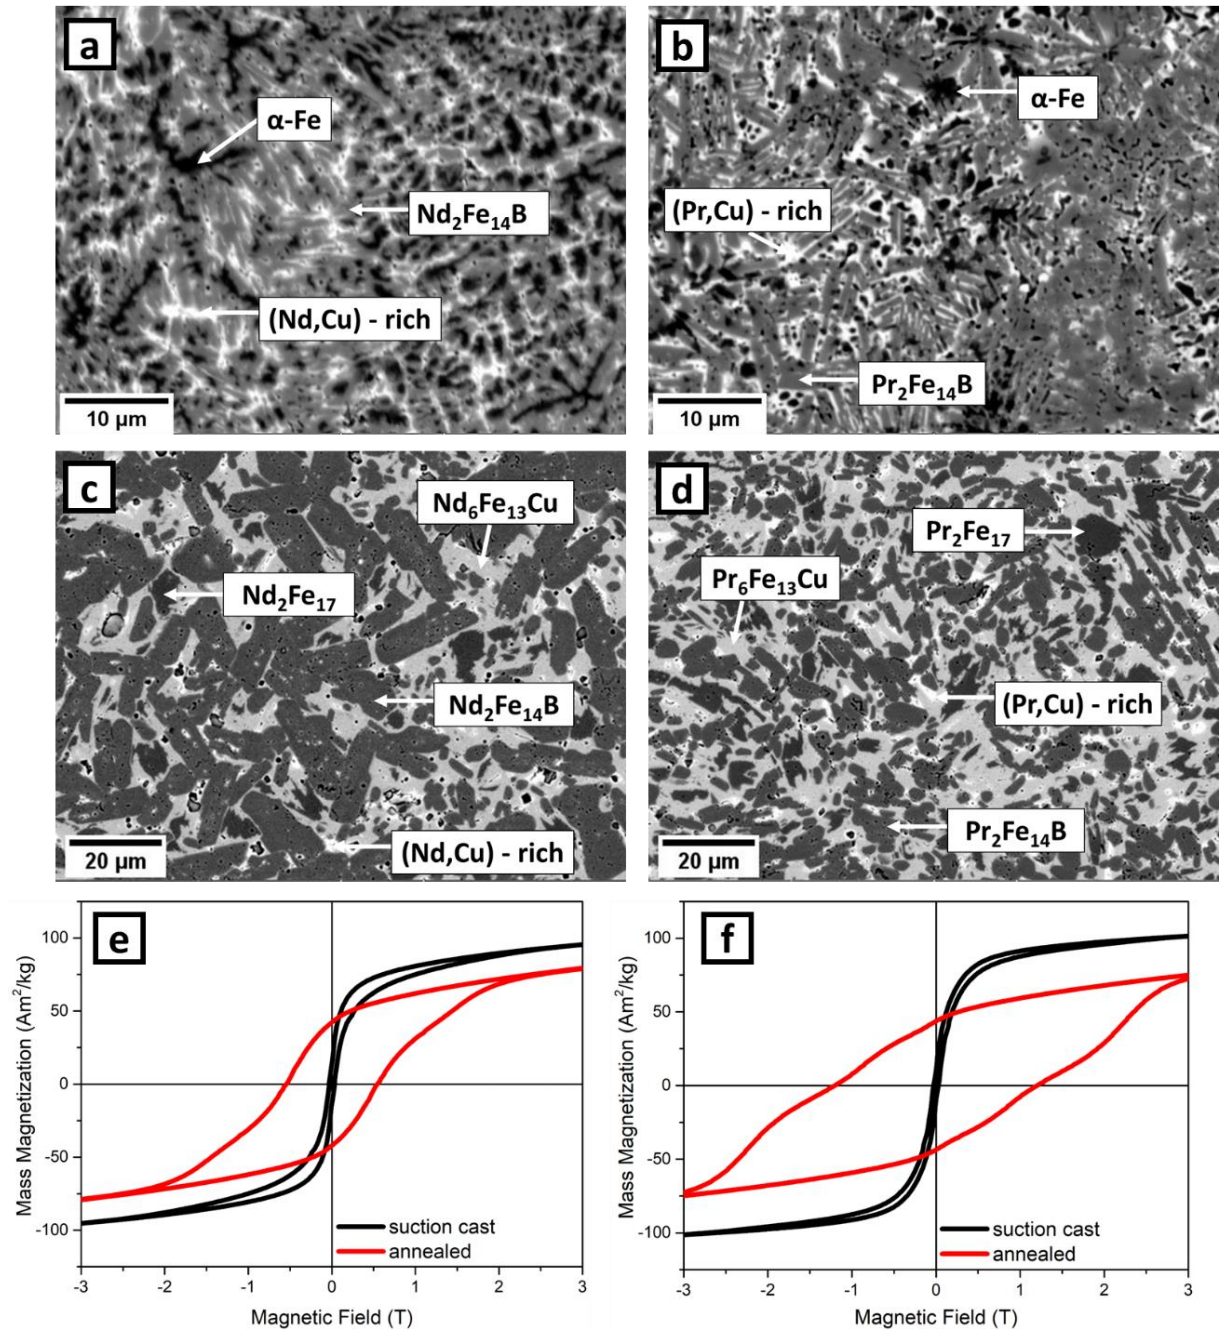 a
α-Fe
Nd₂Fe₁₄B
(Nd,Cu) - rich
10 µm
b
α-Fe
(Pr,Cu) - rich
Pr₂Fe₁₄B
10 µm
c
Nd₆Fe₁₃Cu
Nd₂Fe₁₇
Nd₂Fe₁₄B
(Nd,Cu) - rich
20 µm
d
Pr₂Fe₁₇
Pr₆Fe₁₃Cu
(Pr,Cu) - rich
Pr₂Fe₁₄B
20 µm
e
Mass Magnetization (Am²/kg)
100
50
0
-50
-100
suction cast
annealed
-3 -2 -1 0 1 2 3
Magnetic Field (T)
f
Mass Magnetization (Am²/kg)
100
50
0
-50
-100
suction cast
annealed
-3 -2 -1 0 1 2 3
Magnetic Field (T)